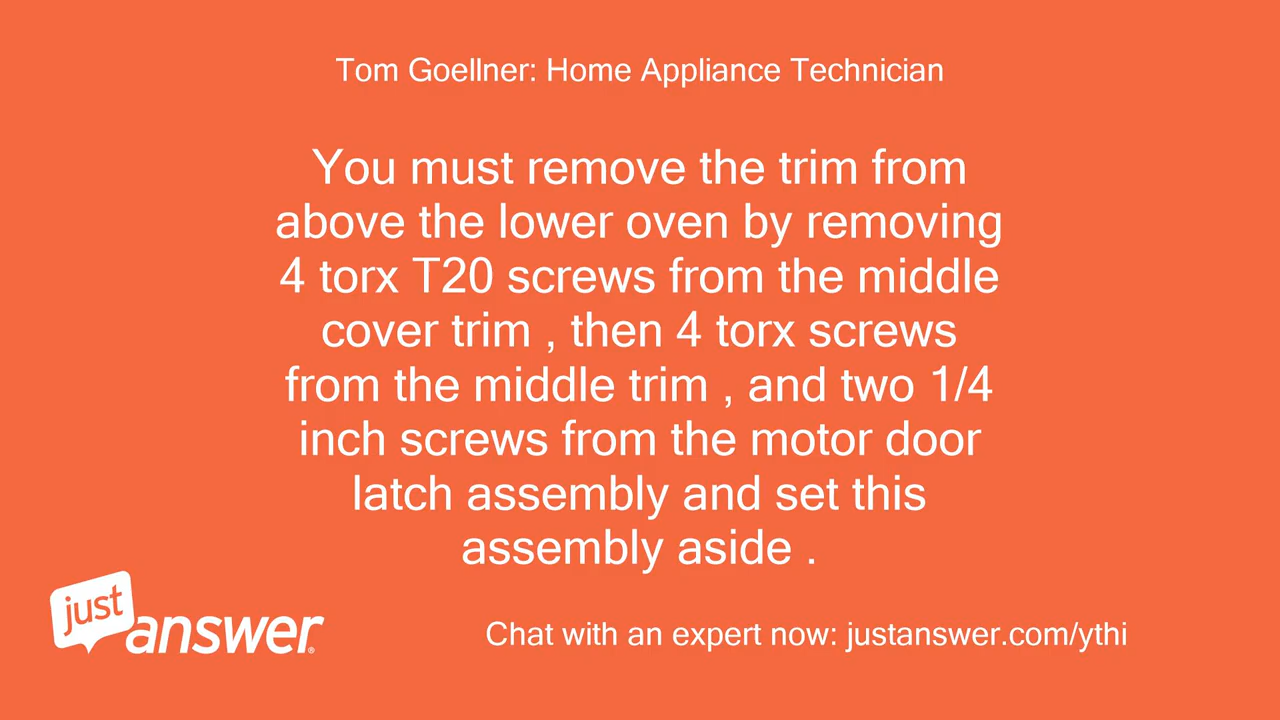 Tom Goellner: Home Appliance Technician
You must remove the trim from
above the lower oven by removing
4 torx T20 screws from the middle
cover trim , then 4 torx screws
from the middle trim , and two 1/4
inch screws from the motor door
latch assembly and set this
assembly aside .
just
answer®
Chat with an expert now: justanswer.com/ythi